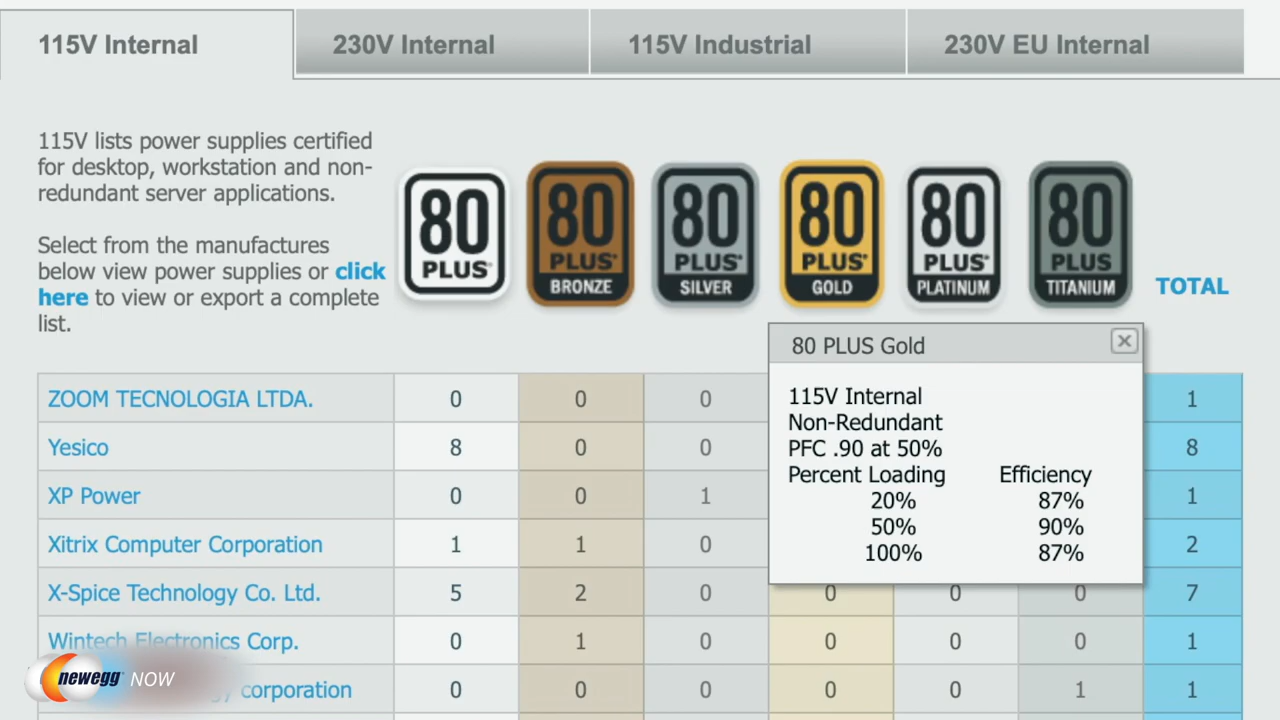 115V Internal
230V Internal
115V Industrial
230V EU Internal
115V lists power supplies certified
for desktop, workstation and non-
redundant server applications.
Select from the manufactures
below view power supplies or click
here to view or export a complete
list.
80 PLUS
80 PLUS BRONZE
80 PLUS SILVER
80 PLUS GOLD
80 PLUS PLATINUM
80 PLUS TITANIUM
TOTAL
80 PLUS Gold
115V Internal
Non-Redundant
PFC .90 at 50%
Percent Loading Efficiency
20% 87%
50% 90%
100% 87%
ZOOM TECNOLOGIA LTDA. 0 0 0 1
Yesico 8 0 0 8
XP Power 0 0 1 1
Xitrix Computer Corporation 1 1 0 2
X-Spice Technology Co. Ltd. 5 2 0 0 0 0 7
Wintech Electronics Corp. 0 1 0 0 0 0 1
corporation 0 0 0 0 0 1 1
newegg NOW